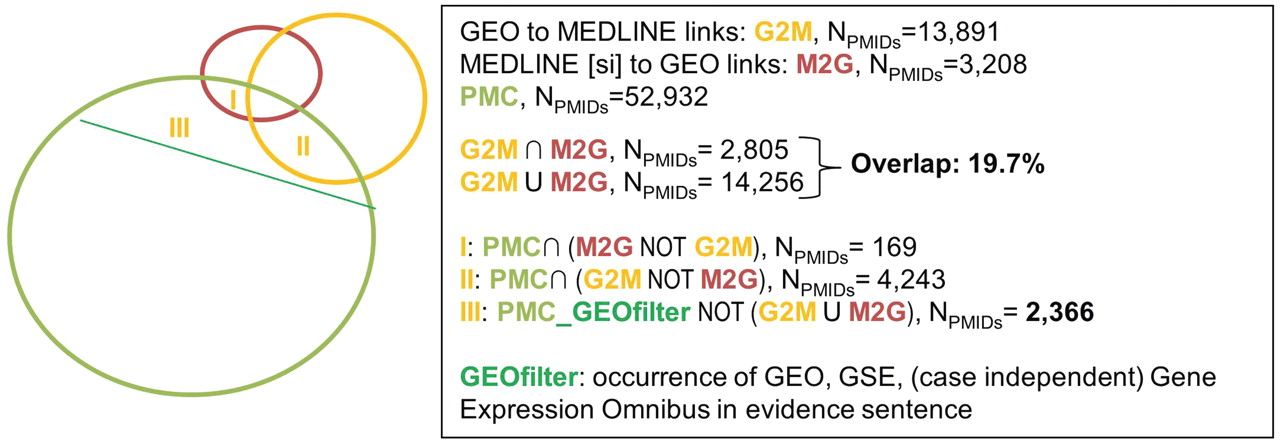 I
III
II
GEO to MEDLINE links: G2M, NPMIDs=13,891
MEDLINE [si] to GEO links: M2G, NPMIDs=3,208
PMC, NPMIDs=52,932
G2M ∩ M2G, NPMIDs= 2,805
G2M U M2G, NPMIDs= 14,256
Overlap: 19.7%
I: PMC∩ (M2G NOT G2M), NPMIDs= 169
II: PMC∩ (G2M NOT M2G), NPMIDs= 4,243
III: PMC_GEOfilter NOT (G2M U M2G), NPMIDs= 2,366
GEOfilter: occurrence of GEO, GSE, (case independent) Gene
Expression Omnibus in evidence sentence